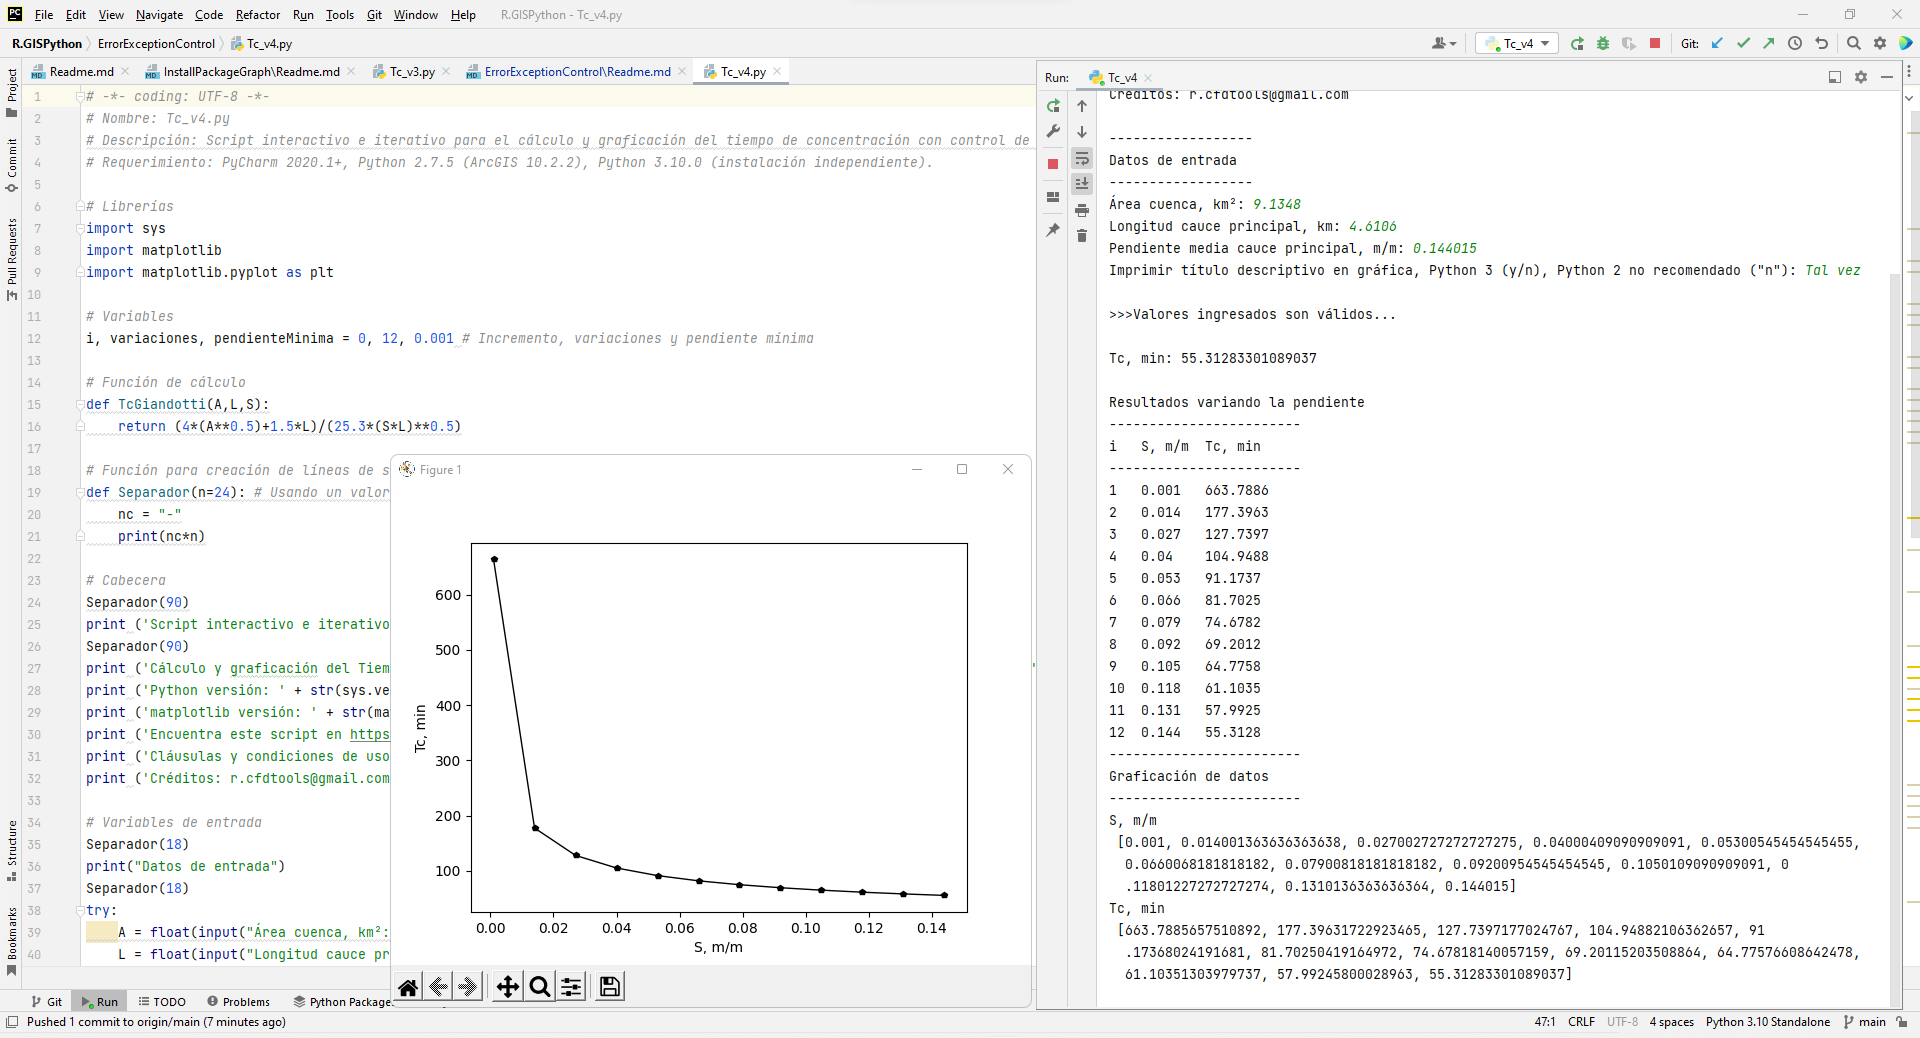 File Edit View Navigate Code Refactor Run Tools Git Window Help R.GISPython - Tc_v4.py
R.GISPython ErrorExceptionControl Tc_v4.py
Tc_v4 Git:
Readme.md InstallPackageGraph\Readme.md Tc_v3.py ErrorExceptionControl\Readme.md Tc_v4.py
Project
Commit
Pull Requests
Structure
Bookmarks
1 # -*- coding: UTF-8 -*-
2 # Nombre: Tc_v4.py
3 # Descripción: Script interactivo e iterativo para el cálculo y graficación del tiempo de concentración con control de
4 # Requerimiento: PyCharm 2020.1+, Python 2.7.5 (ArcGIS 10.2.2), Python 3.10.0 (instalación independiente).
5
6 # Librerías
7 import sys
8 import matplotlib
9 import matplotlib.pyplot as plt
10
11 # Variables
12 i, variaciones, pendienteMinima = 0, 12, 0.001 # Incremento, variaciones y pendiente mínima
13
14 # Función de cálculo
15 def TcGiandotti(A,L,S):
16 return (4*(A**0.5)+1.5*L)/(25.3*(S*L)**0.5)
17
18 # Función para creación de líneas de s
19 def Separador(n=24): # Usando un valor
20 nc = "-"
21 print(nc*n)
22
23 # Cabecera
24 Separador(90)
25 print ('Script interactivo e iterativo
26 Separador(90)
27 print ('Cálculo y graficación del Tiem
28 print ('Python versión: ' + str(sys.ve
29 print ('matplotlib versión: ' + str(ma
30 print ('Encuentra este script en https
31 print ('Cláusulas y condiciones de uso
32 print ('Créditos: r.cfdtools@gmail.com
33
34 # Variables de entrada
35 Separador(18)
36 print("Datos de entrada")
37 Separador(18)
38 try:
39 A = float(input("Área cuenca, km²:
40 L = float(input("Longitud cauce pr
Figure 1
600
500
400
300
200
100
Tc, min
0.00 0.02 0.04 0.06 0.08 0.10 0.12 0.14
S, m/m
Run: Tc_v4
Créditos: r.cfdtools@gmail.com
------------------
Datos de entrada
------------------
Área cuenca, km²: 9.1348
Longitud cauce principal, km: 4.6106
Pendiente media cauce principal, m/m: 0.144015
Imprimir título descriptivo en gráfica, Python 3 (y/n), Python 2 no recomendado ("n"): Tal vez
>>>Valores ingresados son válidos...
Tc, min: 55.31283301089037
Resultados variando la pendiente
------------------------
i S, m/m Tc, min
------------------------
1 0.001 663.7886
2 0.014 177.3963
3 0.027 127.7397
4 0.04 104.9488
5 0.053 91.1737
6 0.066 81.7025
7 0.079 74.6782
8 0.092 69.2012
9 0.105 64.7758
10 0.118 61.1035
11 0.131 57.9925
12 0.144 55.3128
------------------------
Graficación de datos
------------------------
S, m/m
[0.001, 0.014001363636363638, 0.027002727272727275, 0.04000409090909091, 0.05300545454545455,
0.0660068181818182, 0.07900818181818182, 0.09200954545454545, 0.1050109090909091, 0
.11801227272727274, 0.1310136363636364, 0.144015]
Tc, min
[663.7885657510892, 177.39631722923465, 127.7397177024767, 104.94882106362657, 91
.17368024191681, 81.70250419164972, 74.67818140057159, 69.20115203508864, 64.77576608642478,
61.10351303979737, 57.99245800028963, 55.31283301089037]
Git Run TODO Problems Python Package
Pushed 1 commit to origin/main (7 minutes ago) 47:1 CRLF UTF-8 4 spaces Python 3.10 Standalone main